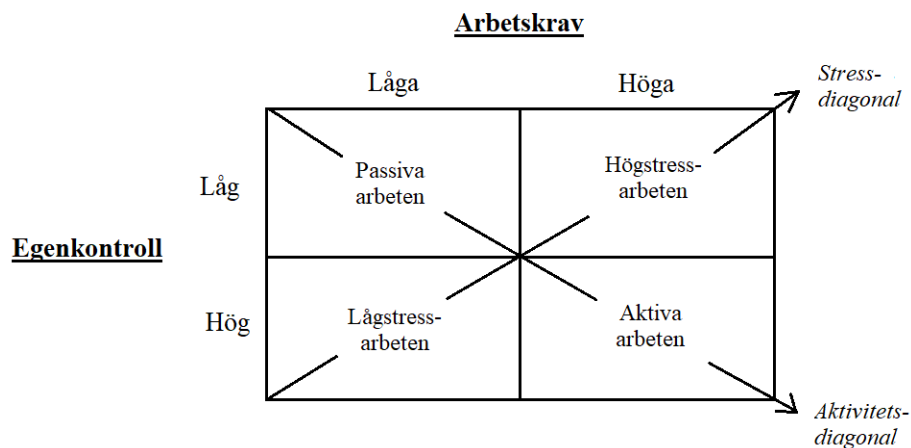 Arbetskrav
Låga
Höga
Stress-
diagonal
Låg
Passiva
arbeten
Högstress-
arbeten
Egenkontroll
Hög
Lågstress-
arbeten
Aktiva
arbeten
Aktivitets-
diagonal